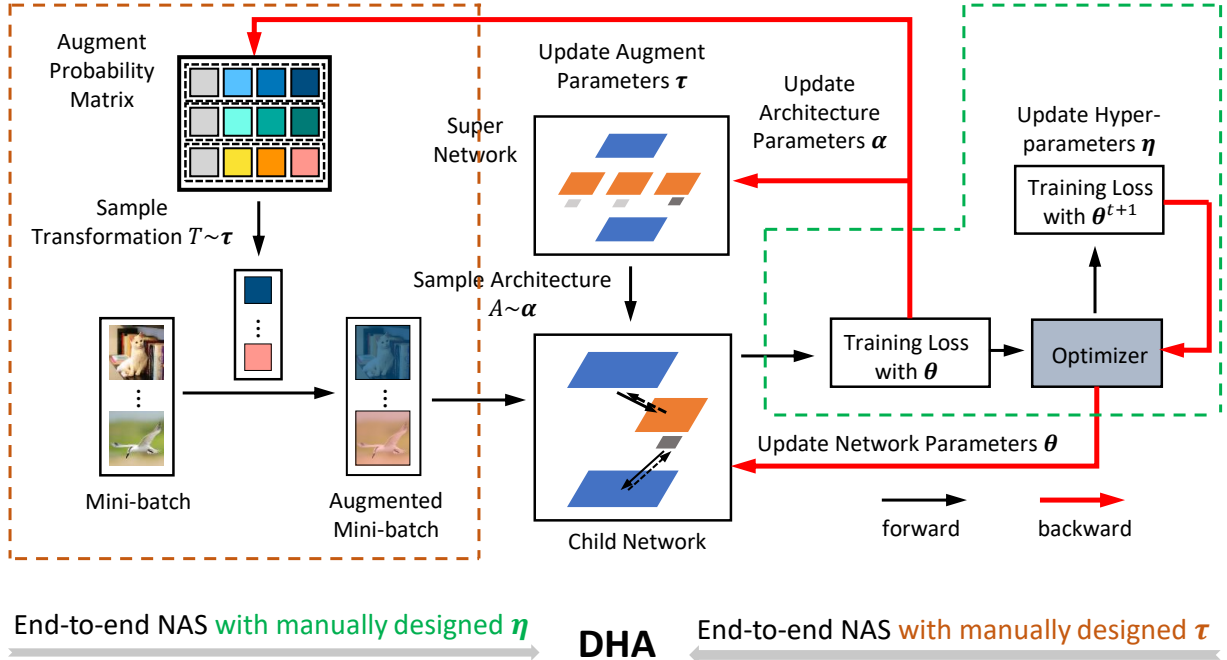 Augment
Probability
Matrix
Update Augment
Parameters τ
Update
Architecture
Parameters α
Update Hyper-
parameters η
Super
Network
Training Loss
with θᵗ⁺¹
Sample
Transformation T~τ
Sample Architecture
A~α
Training Loss
with θ
Optimizer
Update Network Parameters θ
Mini-batch
Augmented
Mini-batch
Child Network
forward
backward
End-to-end NAS with manually designed η
DHA
End-to-end NAS with manually designed τ